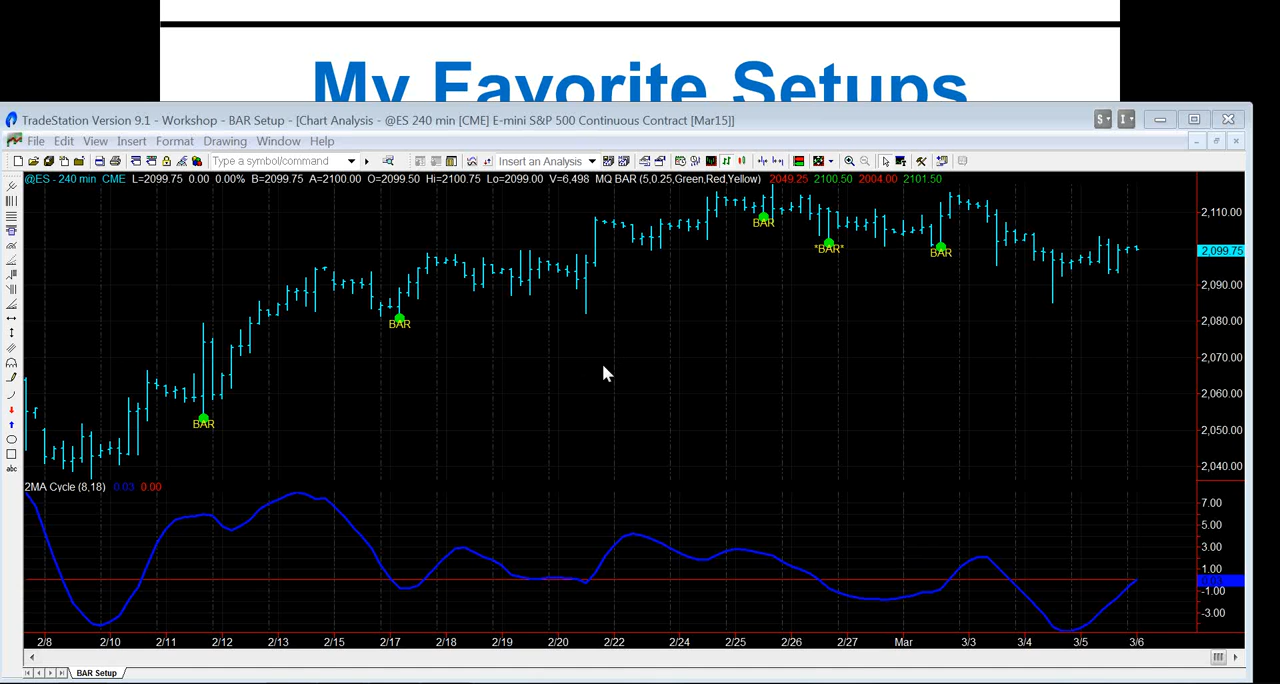 My Favorite Setups
TradeStation Version 9.1 - Workshop - BAR Setup - [Chart Analysis - @ES 240 min [CME] E-mini S&P 500 Continuous Contract [Mar15]]
S I
File Edit View Insert Format Drawing Window Help
Type a symbol/command Insert an Analysis
@ES - 240 min CME L=2099.75 0.00 0.00% B=2099.75 A=2100.00 O=2099.50 Hi=2100.75 Lo=2099.00 V=6,498 MQ BAR (5,0.25,Green,Red,Yellow) 2049.25 2100.50 2004.00 2101.50
2,110.00
BAR
*BAR*
BAR
2,099.75
2,090.00
BAR
2,080.00
2,070.00
2,060.00
BAR
2,050.00
abc
2,040.00
2MA Cycle (8,18) 0.03 0.00
7.00
5.00
3.00
1.00
0.03
-1.00
-3.00
2/8 2/10 2/11 2/12 2/13 2/15 2/17 2/18 2/19 2/22 2/24 2/25 2/26 2/27 Mar 3/3 3/4 3/5 3/6
BAR Setup